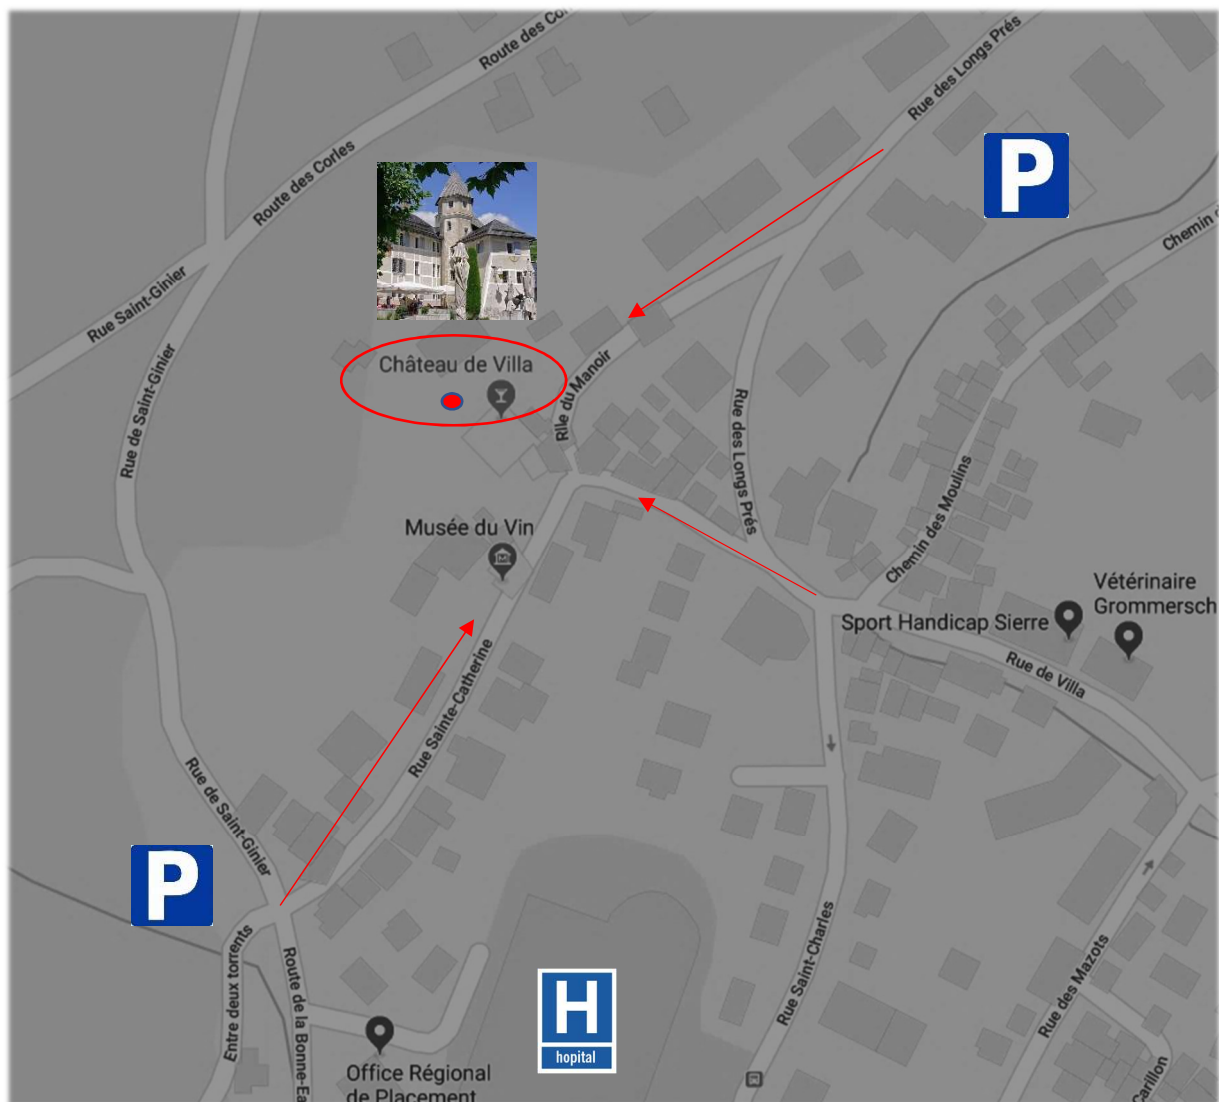 Route des Co
Rue des Longs Prés
P
Route des Corles
Chemin d
Rue Saint-Ginier
Rue de Saint-Ginier
Château de Villa
Rue du Manoir
Rue des Longs Prés
Chemin des Moulins
Musée du Vin
Vétérinaire
Grommersch
Sport Handicap Sierre
Rue de Villa
Rue Sainte-Catherine
Rue de Saint-Ginier
P
Entre deux torrents
Route de la Bonne-Ea
Rue Saint-Charles
Rue des Mazots
H
hopital
Office Régional
de Placement
Carillon